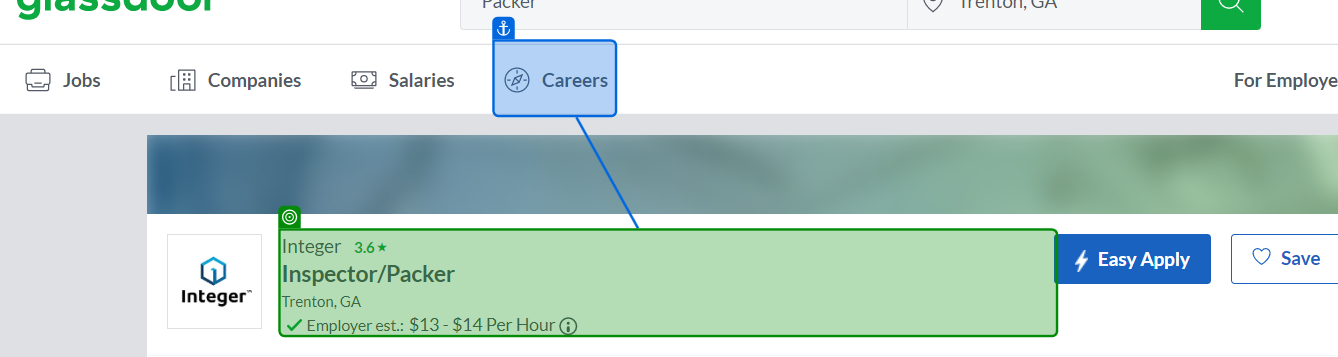 glassdoor
Packer
Trenton, GA
Jobs
Companies
Salaries
Careers
For Employe
Integer 3.6 ★
Inspector/Packer
Trenton, GA
Employer est.: $13 - $14 Per Hour
Easy Apply
Save
Integer